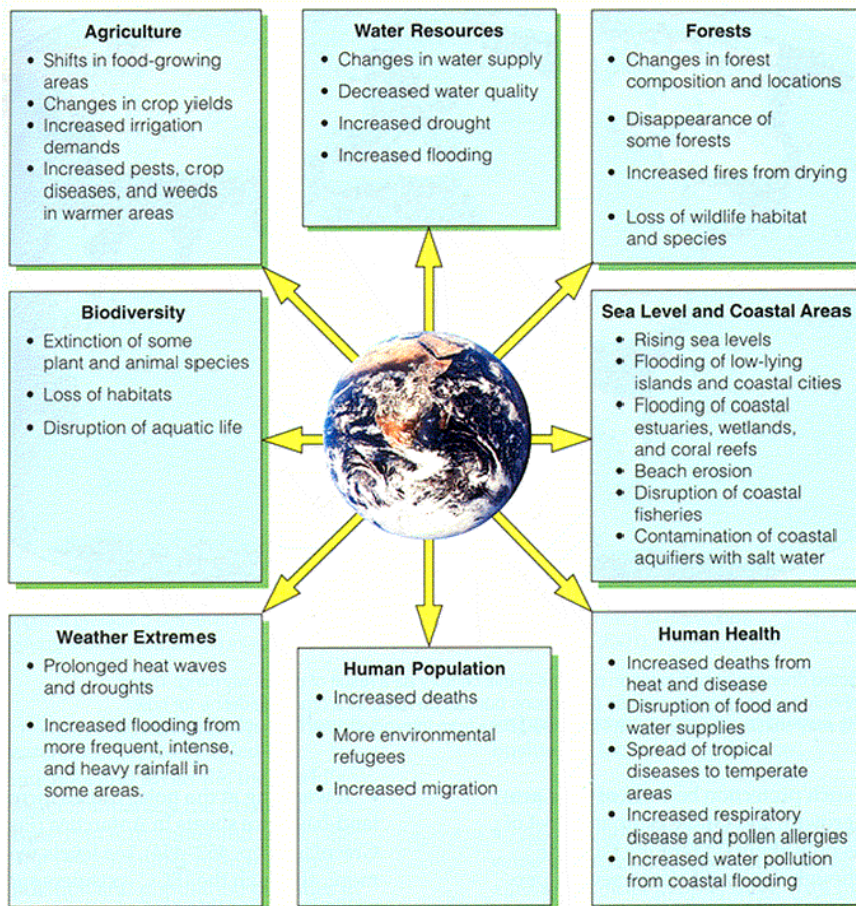 Agriculture
• Shifts in food-growing
areas
• Changes in crop yields
• Increased irrigation
demands
• Increased pests, crop
diseases, and weeds
in warmer areas
Water Resources
• Changes in water supply
• Decreased water quality
• Increased drought
• Increased flooding
Forests
• Changes in forest
composition and locations
• Disappearance of
some forests
• Increased fires from drying
• Loss of wildlife habitat
and species
Biodiversity
• Extinction of some
plant and animal species
• Loss of habitats
• Disruption of aquatic life
Sea Level and Coastal Areas
• Rising sea levels
• Flooding of low-lying
islands and coastal cities
• Flooding of coastal
estuaries, wetlands,
and coral reefs
• Beach erosion
• Disruption of coastal
fisheries
• Contamination of coastal
aquifiers with salt water
Weather Extremes
• Prolonged heat waves
and droughts
• Increased flooding from
more frequent, intense,
and heavy rainfall in
some areas.
Human Population
• Increased deaths
• More environmental
refugees
• Increased migration
Human Health
• Increased deaths from
heat and disease
• Disruption of food and
water supplies
• Spread of tropical
diseases to temperate
areas
• Increased respiratory
disease and pollen allergies
• Increased water pollution
from coastal flooding